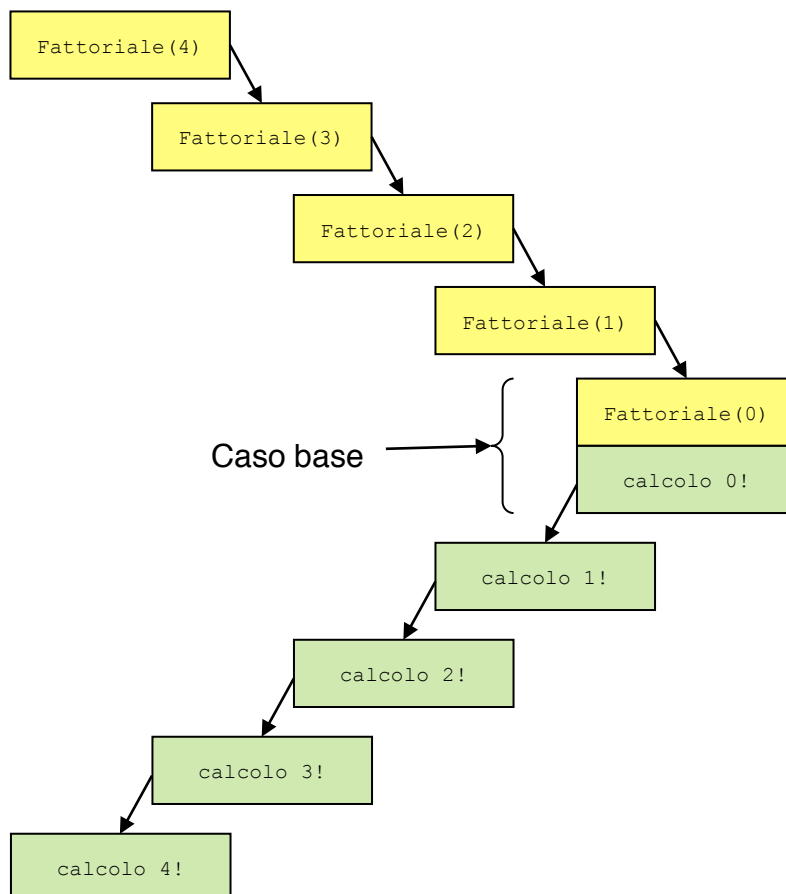 Fattoriale(4)
Fattoriale(3)
Fattoriale(2)
Fattoriale(1)
Fattoriale(0)
Caso base
calcolo 0!
calcolo 1!
calcolo 2!
calcolo 3!
calcolo 4!